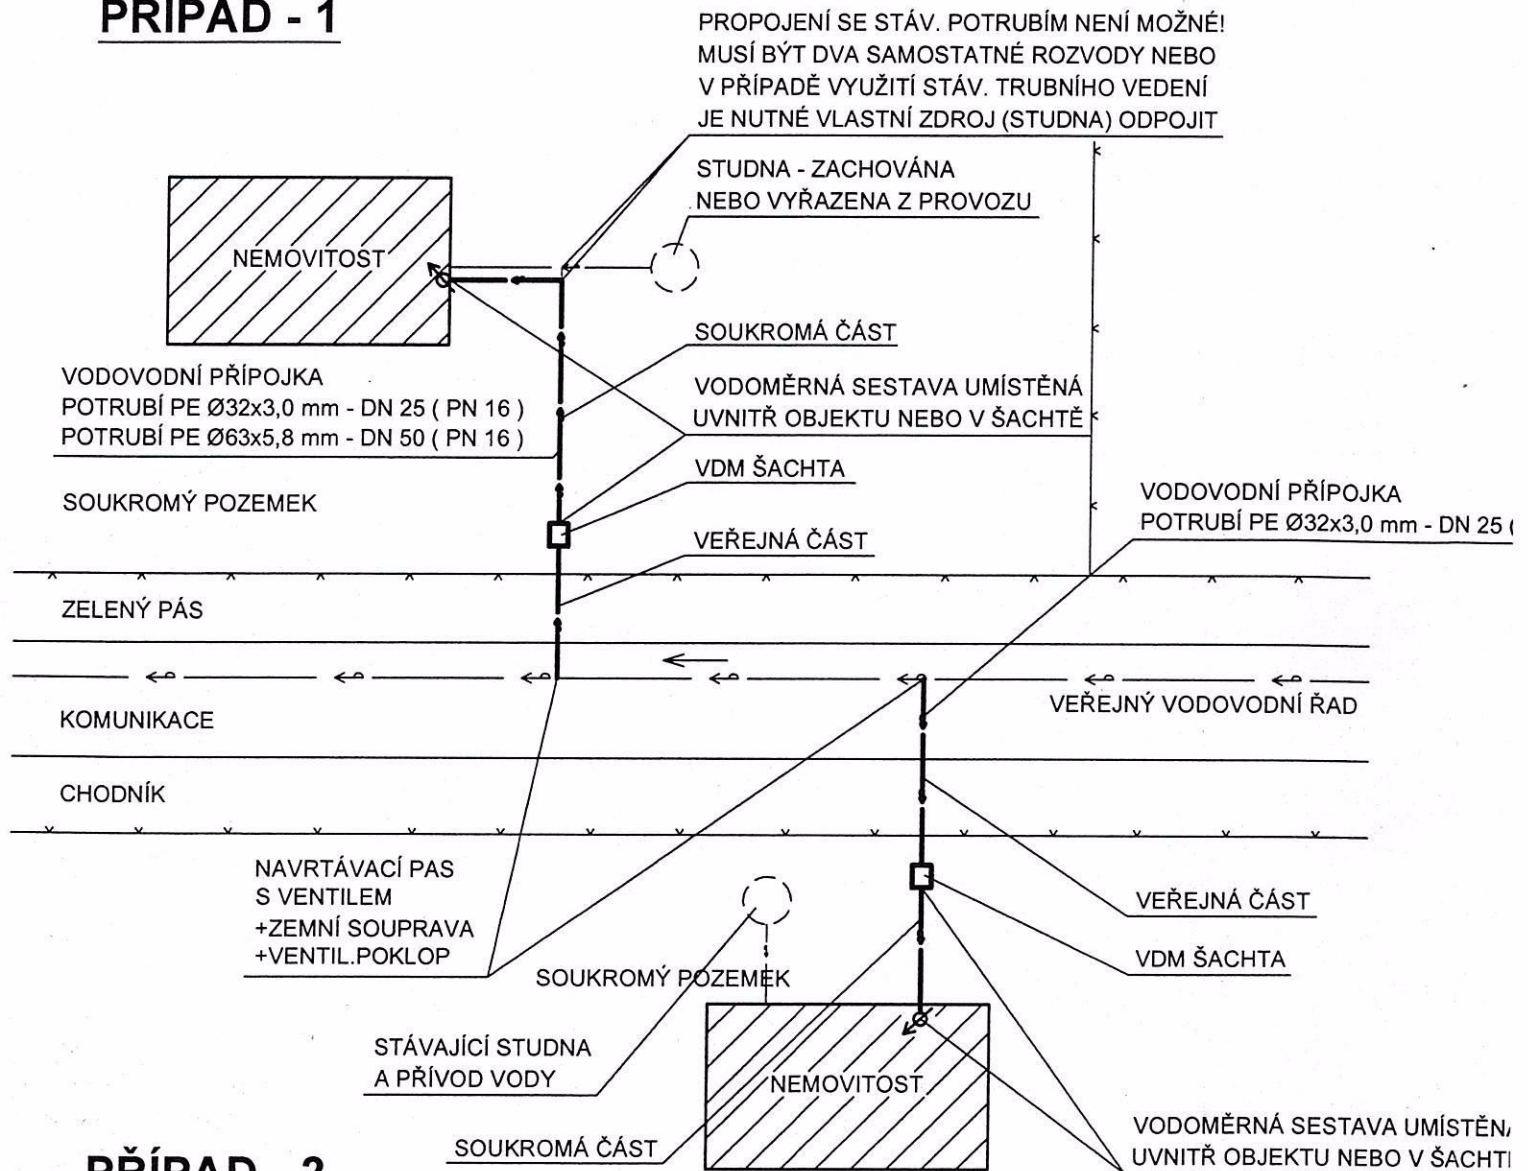 PŘÍPAD - 1
PROPOJENÍ SE STÁV. POTRUBÍM NENÍ MOŽNÉ!
MUSÍ BÝT DVA SAMOSTATNÉ ROZVODY NEBO
V PŘÍPADĚ VYUŽITÍ STÁV. TRUBNÍHO VEDENÍ
JE NUTNÉ VLASTNÍ ZDROJ (STUDNA) ODPOJIT
STUDNA - ZACHOVÁNA
NEBO VYŘAZENA Z PROVOZU
NEMOVITOST
SOUKROMÁ ČÁST
VODOVODNÍ PŘÍPOJKA
POTRUBÍ PE Ø32x3,0 mm - DN 25 ( PN 16 )
POTRUBÍ PE Ø63x5,8 mm - DN 50 ( PN 16 )
VODOMĚRNÁ SESTAVA UMÍSTĚNÁ
UVNITŘ OBJEKTU NEBO V ŠACHTĚ
VDM ŠACHTA
SOUKROMÝ POZEMEK
VEŘEJNÁ ČÁST
VODOVODNÍ PŘÍPOJKA
POTRUBÍ PE Ø32x3,0 mm - DN 25 (
ZELENÝ PÁS
VEŘEJNÝ VODOVODNÍ ŘAD
KOMUNIKACE
CHODNÍK
NAVRTÁVACÍ PAS
S VENTILEM
+ZEMNÍ SOUPRAVA
+VENTIL.POKLOP
VEŘEJNÁ ČÁST
VDM ŠACHTA
SOUKROMÝ POZEMEK
STÁVAJÍCÍ STUDNA
A PŘÍVOD VODY
NEMOVITOST
SOUKROMÁ ČÁST
VODOMĚRNÁ SESTAVA UMÍSTĚN
UVNITŘ OBJEKTU NEBO V ŠACHT
PŘÍPAD - 2